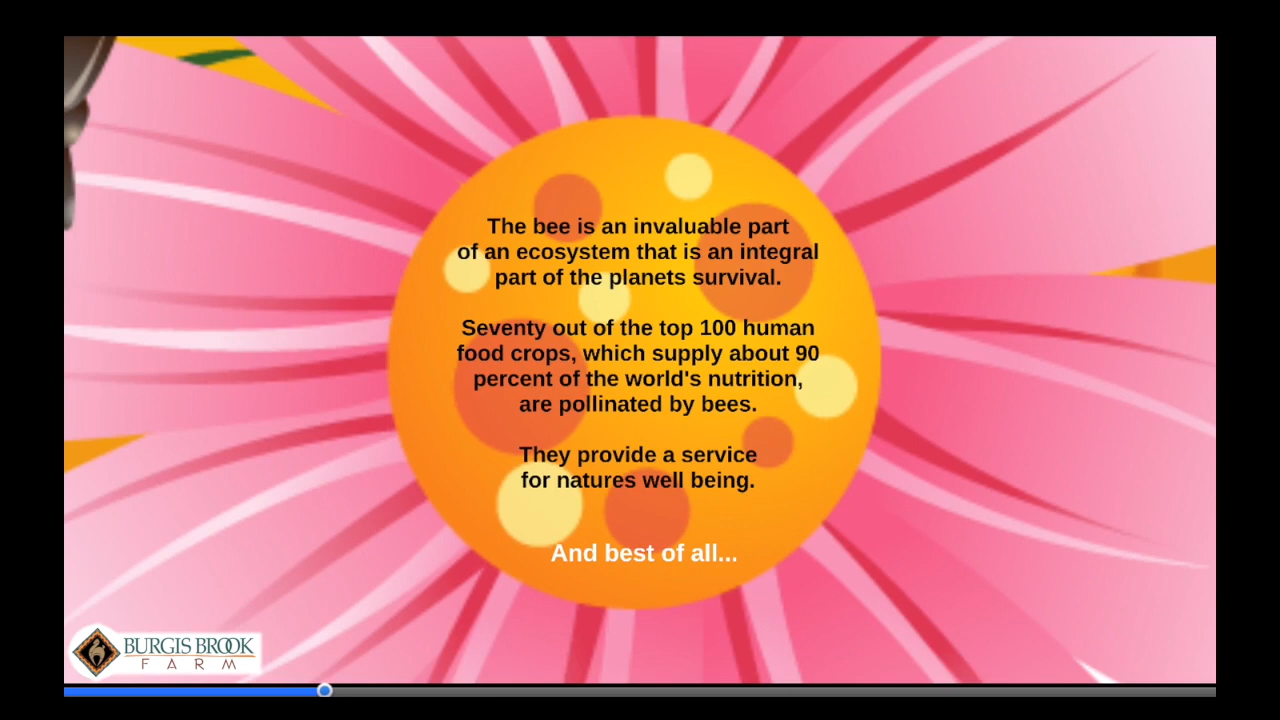 The bee is an invaluable part
of an ecosystem that is an integral
part of the planets survival.
Seventy out of the top 100 human
food crops, which supply about 90
percent of the world's nutrition,
are pollinated by bees.
They provide a service
for natures well being.
And best of all...
BURGIS BROOK
FARM